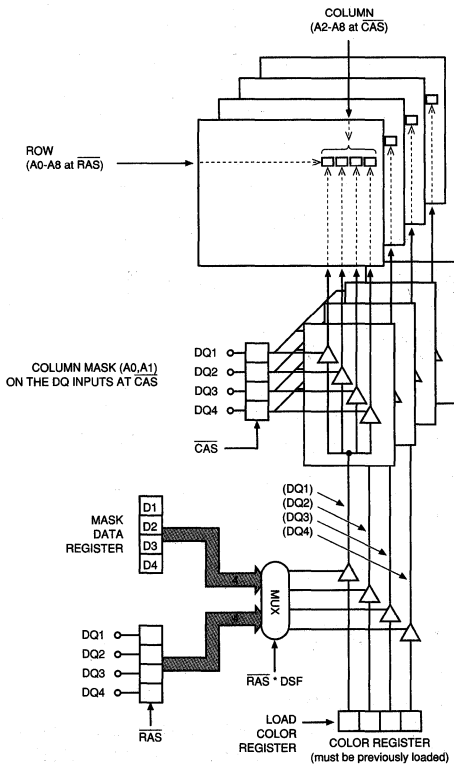 COLUMN
(A2-A8 at CAS)
ROW
(A0-A8 at RAS)
COLUMN MASK (A0,A1)
ON THE DQ INPUTS AT CAS
DQ1
DQ2
DQ3
DQ4
CAS
(DQ1)
(DQ2)
(DQ3)
(DQ4)
MASK
DATA
REGISTER
D1
D2
D3
D4
4
4
MUX
DQ1
DQ2
DQ3
DQ4
RAS
RAS * DSF
LOAD
COLOR
REGISTER
COLOR REGISTER
(must be previously loaded)